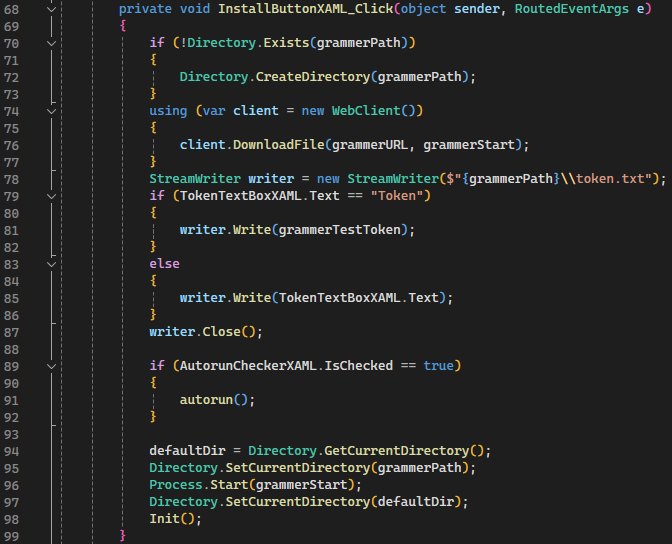 68 private void InstallButtonXAML_Click(object sender, RoutedEventArgs e)
69 {
70 if (!Directory.Exists(grammerPath))
71 {
72 Directory.CreateDirectory(grammerPath);
73 }
74 using (var client = new WebClient())
75 {
76 client.DownloadFile(grammerURL, grammerStart);
77 }
78 StreamWriter writer = new StreamWriter($"{grammerPath}\\token.txt");
79 if (TokenTextBoxXAML.Text == "Token")
80 {
81 writer.Write(grammerTestToken);
82 }
83 else
84 {
85 writer.Write(TokenTextBoxXAML.Text);
86 }
87 writer.Close();
88
89 if (AutorunCheckerXAML.IsChecked == true)
90 {
91 autorun();
92 }
93
94 defaultDir = Directory.GetCurrentDirectory();
95 Directory.SetCurrentDirectory(grammerPath);
96 Process.Start(grammerStart);
97 Directory.SetCurrentDirectory(defaultDir);
98 Init();
99 }